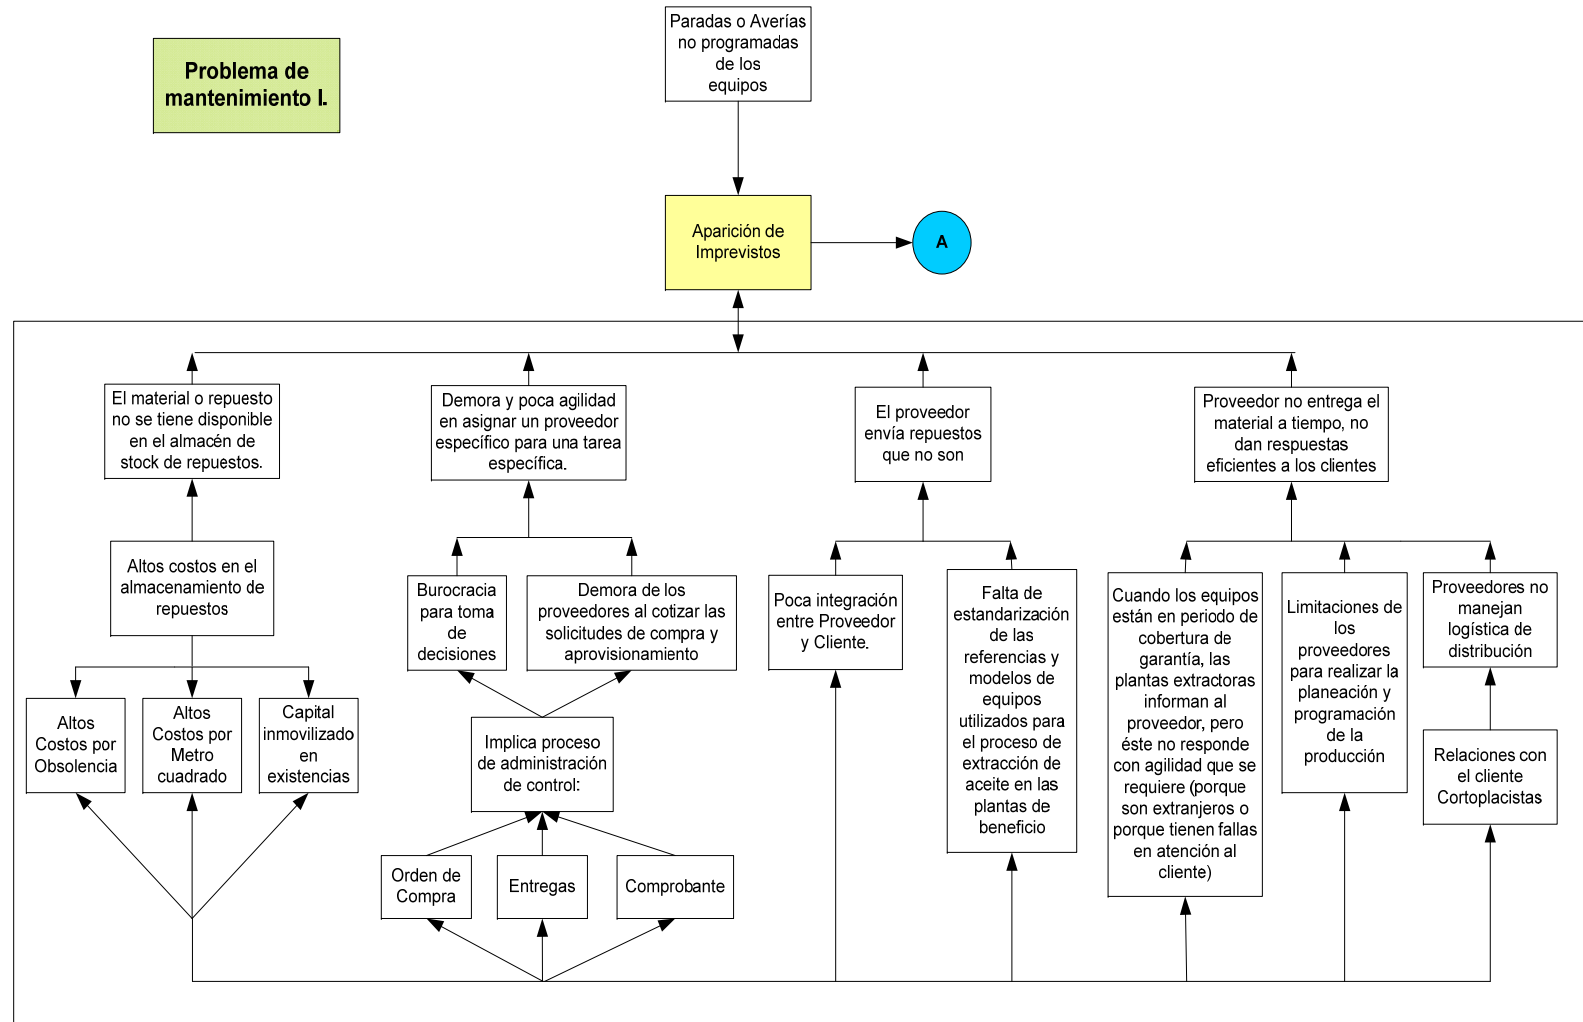 Paradas o Averías
no programadas
de los
equipos
Problema de
mantenimiento I.
Aparición de
Imprevistos
A
El material o repuesto
no se tiene disponible
en el almacén de
stock de repuestos.
Demora y poca agilidad
en asignar un proveedor
específico para una tarea
específica.
El proveedor
envía repuestos
que no son
Proveedor no entrega el
material a tiempo, no
dan respuestas
eficientes a los clientes
Altos costos en el
almacenamiento de
repuestos
Burocracia
para toma
de
decisiones
Demora de los
proveedores al cotizar las
solicitudes de compra y
aprovisionamiento
Poca integración
entre Proveedor
y Cliente.
Falta de
estandarización
de las
referencias y
modelos de
equipos
utilizados para
el proceso de
extracción de
aceite en las
plantas de
beneficio
Cuando los equipos
están en periodo de
cobertura de
garantía, las
plantas extractoras
informan al
proveedor, pero
éste no responde
con agilidad que se
requiere (porque
son extranjeros o
porque tienen fallas
en atención al
cliente)
Limitaciones de
los
proveedores
para realizar la
planeación y
programación
de la
producción
Proveedores no
manejan
logística de
distribución
Altos
Costos por
Obsolencia
Altos
Costos por
Metro
cuadrado
Capital
inmovilizado
en
existencias
Implica proceso
de administración
de control:
Relaciones con
el cliente
Cortoplacistas
Orden de
Compra
Entregas
Comprobante